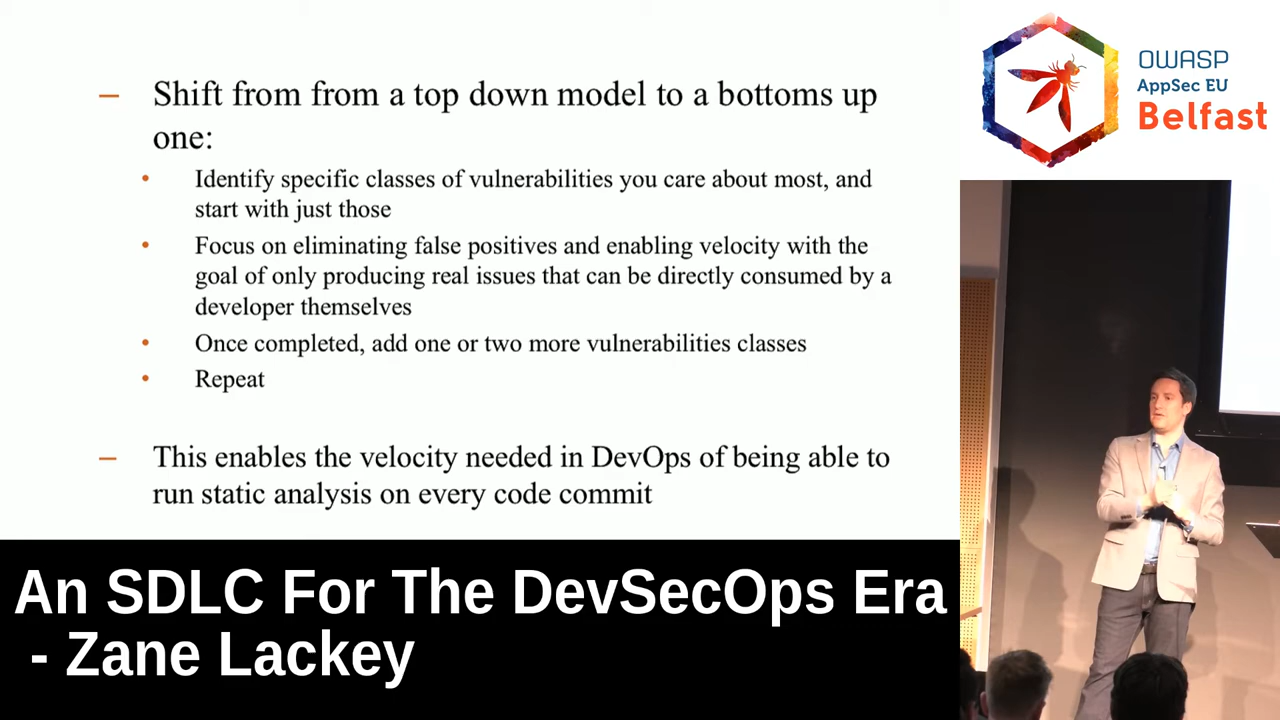 – Shift from from a top down model to a bottoms up
one:
• Identify specific classes of vulnerabilities you care about most, and
start with just those
• Focus on eliminating false positives and enabling velocity with the
goal of only producing real issues that can be directly consumed by a
developer themselves
• Once completed, add one or two more vulnerabilities classes
• Repeat
– This enables the velocity needed in DevOps of being able to
run static analysis on every code commit
OWASP
AppSec EU
Belfast
An SDLC For The DevSecOps Era
- Zane Lackey